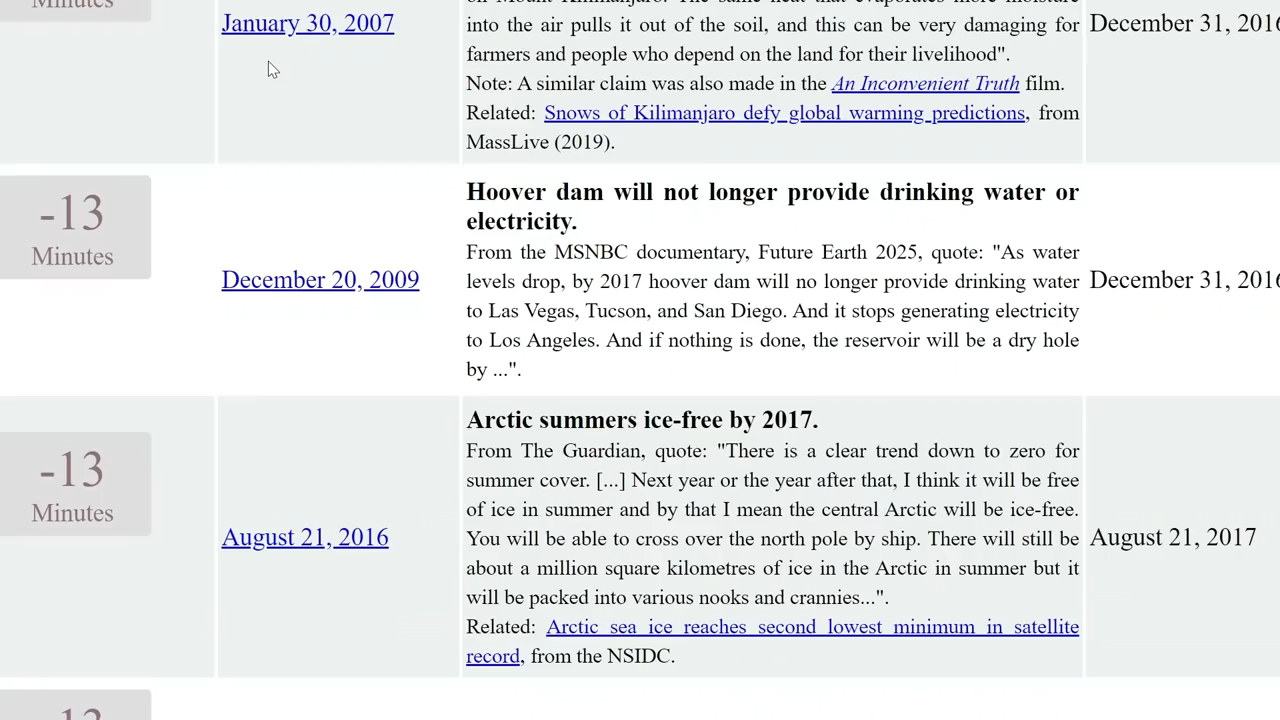 Minutes
January 30, 2007
into the air pulls it out of the soil, and this can be very damaging for
farmers and people who depend on the land for their livelihood".
Note: A similar claim was also made in the An Inconvenient Truth film.
Related: Snows of Kilimanjaro defy global warming predictions, from
MassLive (2019).
December 31, 2016
-13
Minutes
December 20, 2009
Hoover dam will not longer provide drinking water or
electricity.
From the MSNBC documentary, Future Earth 2025, quote: "As water
levels drop, by 2017 hoover dam will no longer provide drinking water
to Las Vegas, Tucson, and San Diego. And it stops generating electricity
to Los Angeles. And if nothing is done, the reservoir will be a dry hole
by ...".
December 31, 2016
-13
Minutes
August 21, 2016
Arctic summers ice-free by 2017.
From The Guardian, quote: "There is a clear trend down to zero for
summer cover. [...] Next year or the year after that, I think it will be free
of ice in summer and by that I mean the central Arctic will be ice-free.
You will be able to cross over the north pole by ship. There will still be
about a million square kilometres of ice in the Arctic in summer but it
will be packed into various nooks and crannies...".
Related: Arctic sea ice reaches second lowest minimum in satellite
record, from the NSIDC.
August 21, 2017